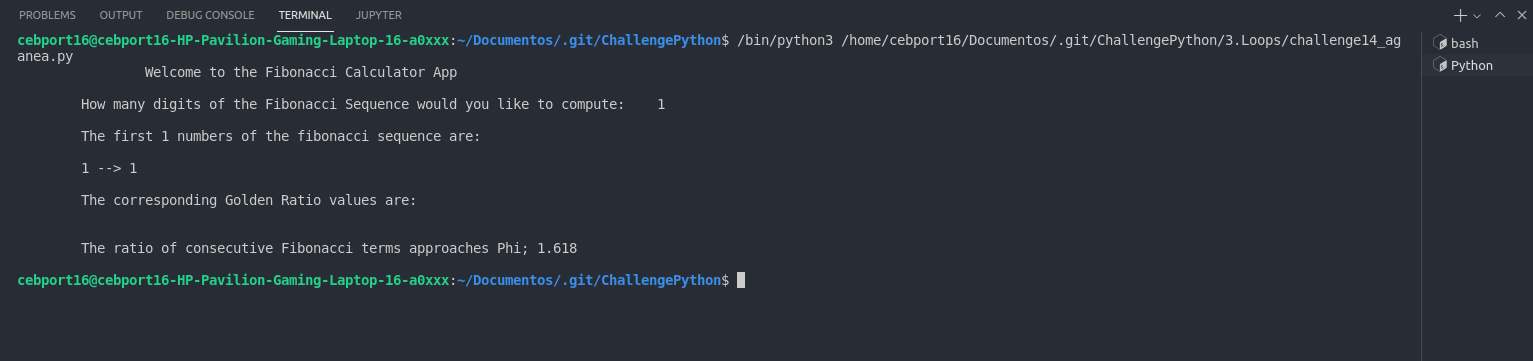 PROBLEMS OUTPUT DEBUG CONSOLE TERMINAL JUPYTER
cebport16@cebport16-HP-Pavilion-Gaming-Laptop-16-a0xxx:~/Documentos/.git/ChallengePython$ /bin/python3 /home/cebport16/Documentos/.git/ChallengePython/3.Loops/challenge14_ag
anea.py
Welcome to the Fibonacci Calculator App
How many digits of the Fibonacci Sequence would you like to compute: 1
The first 1 numbers of the fibonacci sequence are:
1 --> 1
The corresponding Golden Ratio values are:
The ratio of consecutive Fibonacci terms approaches Phi; 1.618
cebport16@cebport16-HP-Pavilion-Gaming-Laptop-16-a0xxx:~/Documentos/.git/ChallengePython$
bash
Python